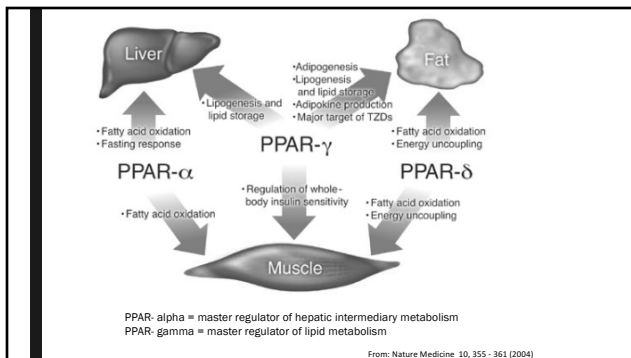 Liver
Fat
•Adipogenesis
•Lipogenesis
and lipid storage
•Adipokine production
•Major target of TZDs
•Lipogenesis and
lipid storage
•Fatty acid oxidation
•Fasting response
PPAR-γ
•Fatty acid oxidation
•Energy uncoupling
PPAR-α
PPAR-δ
•Fatty acid oxidation
•Regulation of whole-
body insulin sensitivity
•Fatty acid oxidation
•Energy uncoupling
Muscle
PPAR- alpha = master regulator of hepatic intermediary metabolism
PPAR- gamma = master regulator of lipid metabolism
From: Nature Medicine 10, 355 - 361 (2004)